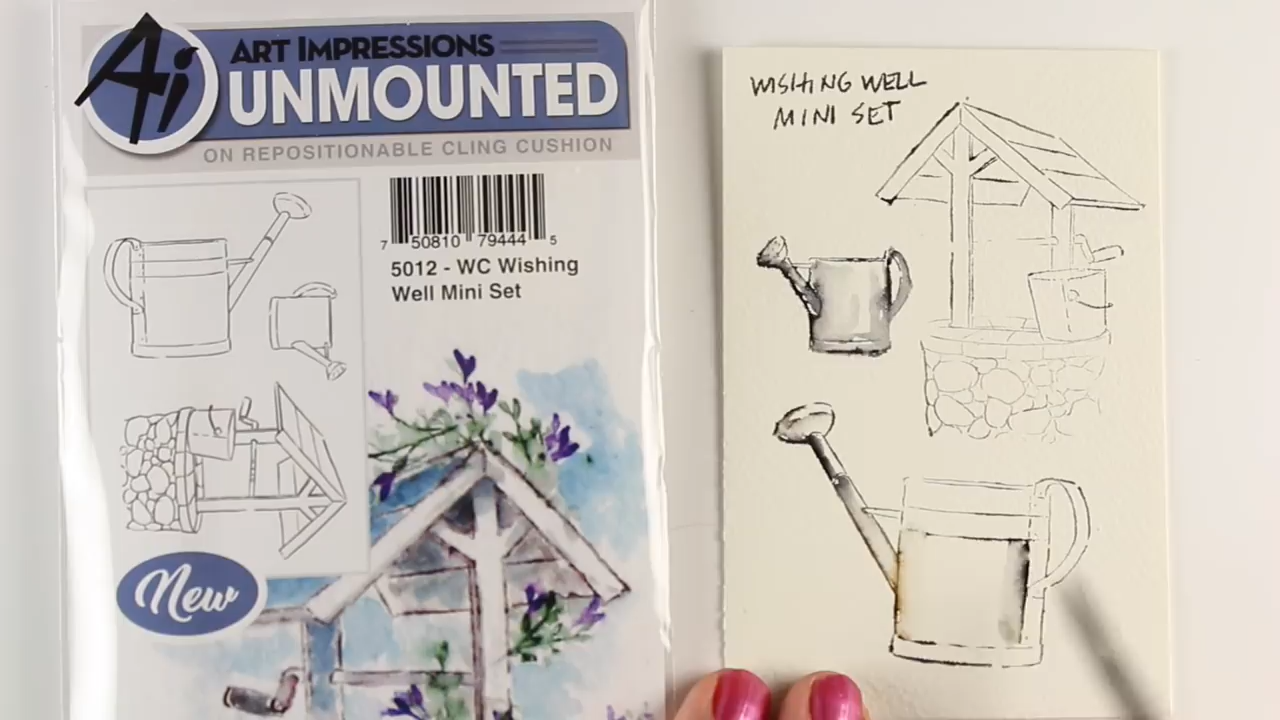 Ai
ART IMPRESSIONS
UNMOUNTED
ON REPOSITIONABLE CLING CUSHION
7 50810 79444 5
5012 - WC Wishing
Well Mini Set
New
WISHING WELL
MINI SET